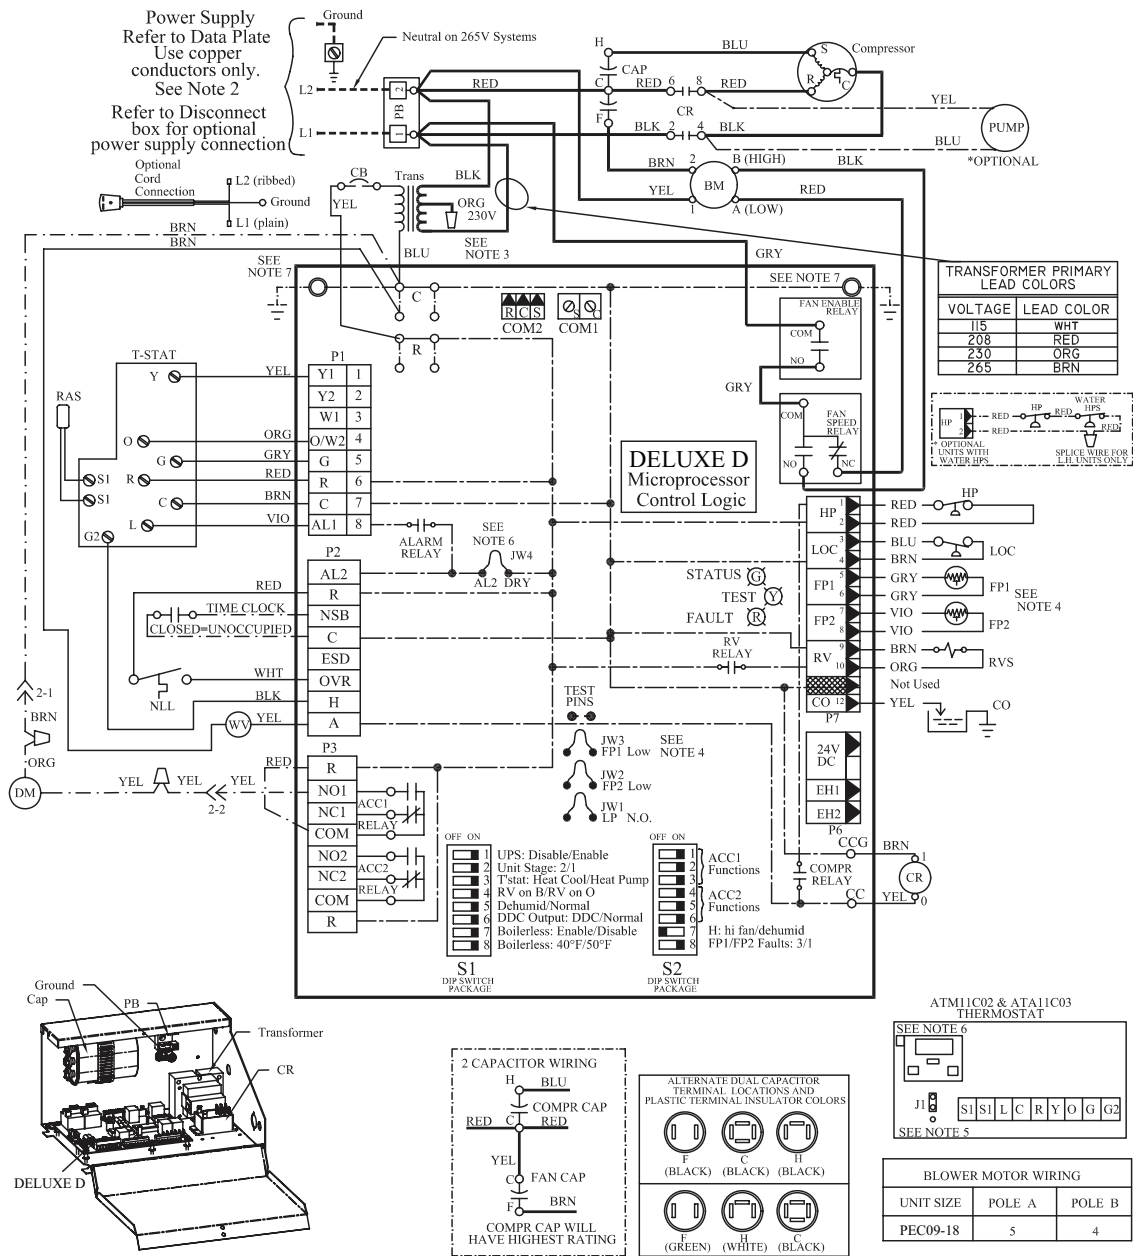 Power Supply
Refer to Data Plate
Use copper
conductors only.
See Note 2
Refer to Disconnect
box for optional
power supply connection
Ground
Neutral on 265V Systems
L2
L1
2
1
PB
RED
H
CAP
C
F
BLU
RED 6 8 RED
CR
BLK 2 4 BLK
S
R
C
Compressor
YEL
BLU
PUMP
*OPTIONAL
BRN
YEL
2
1
BM
B (HIGH)
A (LOW)
BLK
RED
Optional
Cord
Connection
L2 (ribbed)
Ground
L1 (plain)
CB
YEL
Trans
BLK
ORG
230V
SEE
NOTE 3
BLU
BRN
BRN
GRY
SEE
NOTE 7
SEE NOTE 7
C
R
R C S
COM2
S C
COM1
FAN ENABLE
RELAY
COM
NO
GRY
COM
FAN
SPEED
RELAY
NO
NC
TRANSFORMER PRIMARY
LEAD COLORS
VOLTAGE LEAD COLOR
115 WHT
208 RED
230 ORG
265 BRN
HP
1
2
RED
HP
RED
WATER
HPS
RED
RED
* OPTIONAL
UNITS WITH
WATER HPS
SPLICE WIRE FOR
L.H. UNITS ONLY
T-STAT
RAS
Y
O
G
S1
R
S1
C
L
G2
YEL
ORG
GRY
RED
BRN
VIO
P1
Y1 1
Y2 2
W1 3
O/W2 4
G 5
R 6
C 7
AL1 8
ALARM
RELAY
SEE
NOTE 6
JW4
AL2 DRY
DELUXE D
Microprocessor
Control Logic
STATUS G
TEST Y
FAULT R
RV
RELAY
P2
AL2
R
NSB
C
ESD
OVR
H
A
RED
TIME CLOCK
CLOSED=UNOCCUPIED
WHT
NLL
BLK
WV
YEL
2-1
BRN
ORG
DM
YEL
YEL
YEL
2-2
RED
P3
R
NO1
NC1
COM
NO2
NC2
COM
R
ACC1
RELAY
ACC2
RELAY
TEST
PINS
JW3
FP1 Low
SEE
NOTE 4
JW2
FP2 Low
JW1
LP N.O.
HP 1
2
LOC 3
4
FP1 5
6
FP2 7
8
RV 9
10
CO 12
P7
RED
RED
HP
BLU
BRN
LOC
GRY
GRY
FP1
SEE
NOTE 4
VIO
VIO
FP2
BRN
ORG
RVS
Not Used
YEL
CO
24V
DC
EH1
EH2
P6
CCG
BRN
1
CR
0
YEL
CC
COMPR
RELAY
OFF ON
1 UPS: Disable/Enable
2 Unit Stage: 2/1
3 T'stat: Heat Cool/Heat Pump
4 RV on B/RV on O
5 Dehumid/Normal
6 DDC Output: DDC/Normal
7 Boilerless: Enable/Disable
8 Boilerless: 40°F/50°F
S1
DIP SWITCH
PACKAGE
OFF ON
1
2
3
4
5
6
7
8
ACC1
Functions
ACC2
Functions
H: hi fan/dehumid
FP1/FP2 Faults: 3/1
S2
DIP SWITCH
PACKAGE
Ground
Cap
PB
Transformer
CR
DELUXE D
2 CAPACITOR WIRING
H
BLU
COMPR CAP
RED
C
RED
YEL
C
FAN CAP
F
BRN
COMPR CAP WILL
HAVE HIGHEST RATING
ALTERNATE DUAL CAPACITOR
TERMINAL LOCATIONS AND
PLASTIC TERMINAL INSULATOR COLORS
F
(BLACK)
C
(BLACK)
H
(BLACK)
F
(GREEN)
H
(WHITE)
C
(BLACK)
ATM11C02 & ATA11C03
THERMOSTAT
SEE NOTE 6
J1
S1 S1 L C R Y O G G2
SEE NOTE 5
BLOWER MOTOR WIRING
UNIT SIZE POLE A POLE B
PEC09-18 5 4